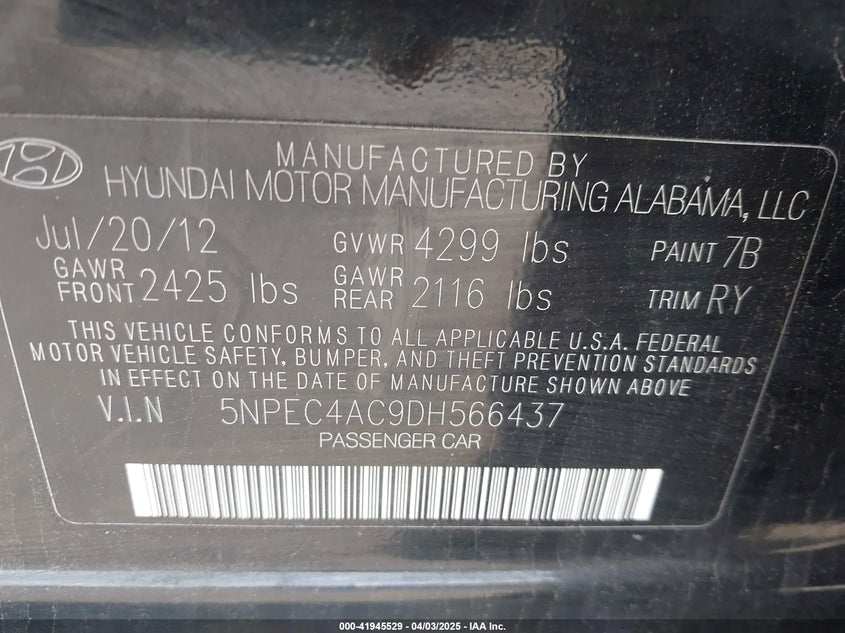 MANUFACTURED BY
HYUNDAI MOTOR MANUFACTURING ALABAMA, LLC
Jul/20/12 GVWR 4299 lbs PAINT 7B
GAWR FRONT 2425 lbs GAWR REAR 2116 lbs TRIM RY
THIS VEHICLE CONFORMS TO ALL APPLICABLE U.S.A. FEDERAL
MOTOR VEHICLE SAFETY, BUMPER, AND THEFT PREVENTION STANDARDS
IN EFFECT ON THE DATE OF MANUFACTURE SHOWN ABOVE
V.I.N 5NPEC4AC9DH566437
PASSENGER CAR
000-41945529 - 04/03/2025 - IAA Inc.